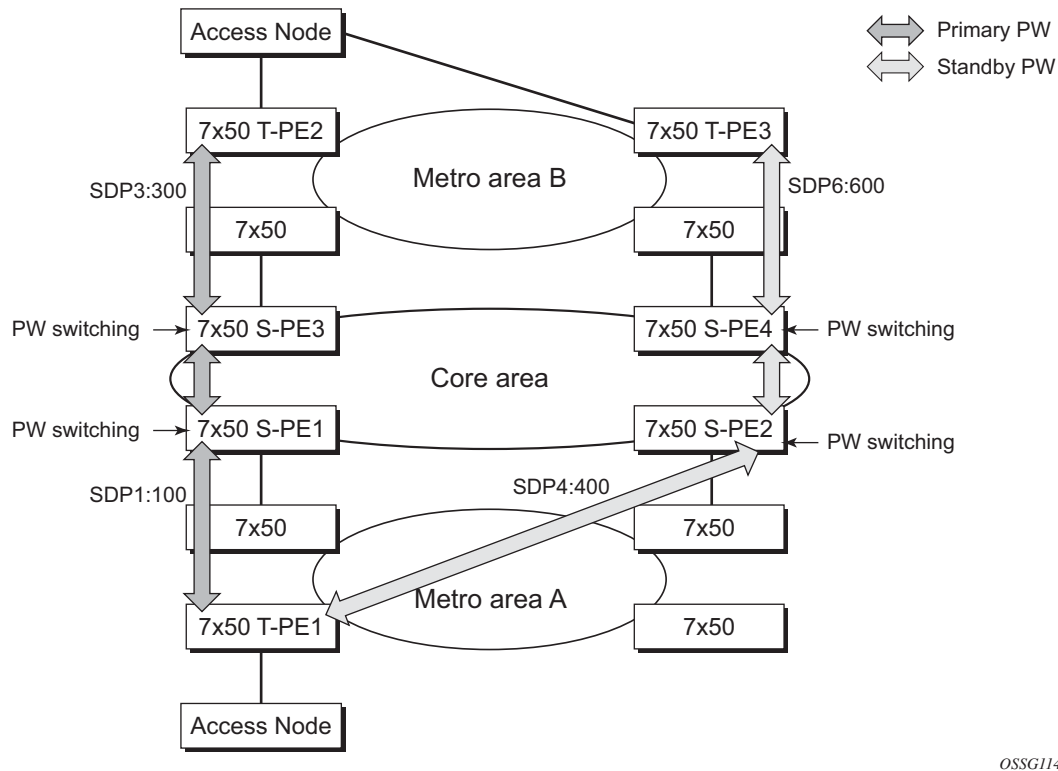 Access Node
Primary PW
Standby PW
7x50 T-PE2
7x50 T-PE3
Metro area B
SDP3:300
SDP6:600
7x50
7x50
PW switching
7x50 S-PE3
7x50 S-PE4
PW switching
Core area
PW switching
7x50 S-PE1
7x50 S-PE2
PW switching
SDP1:100
SDP4:400
7x50
7x50
Metro area A
7x50 T-PE1
7x50
Access Node
OSSG114